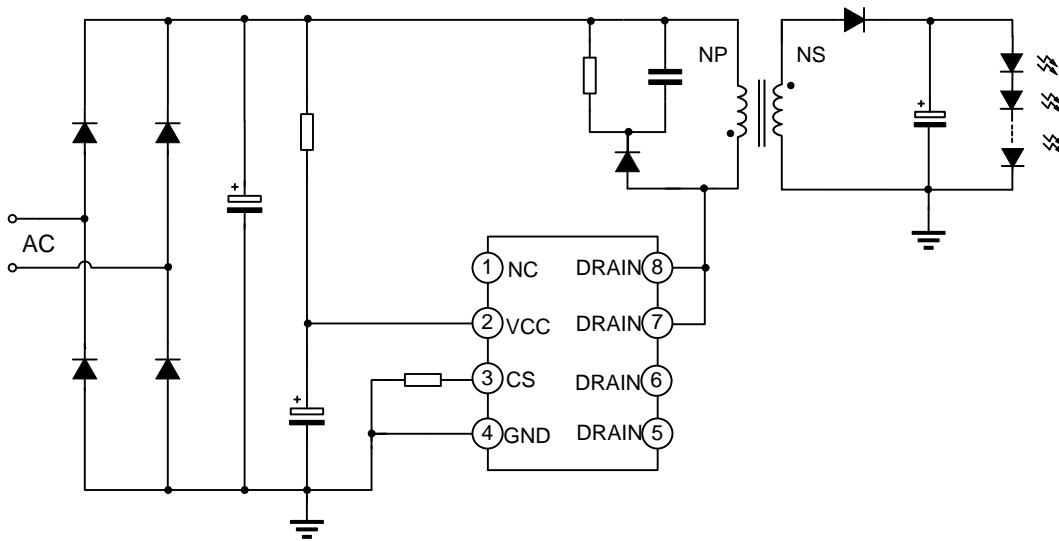 NP
NS
+
+
AC
1 NC
DRAIN 8
2 VCC
DRAIN 7
3 CS
DRAIN 6
+
4 GND
DRAIN 5